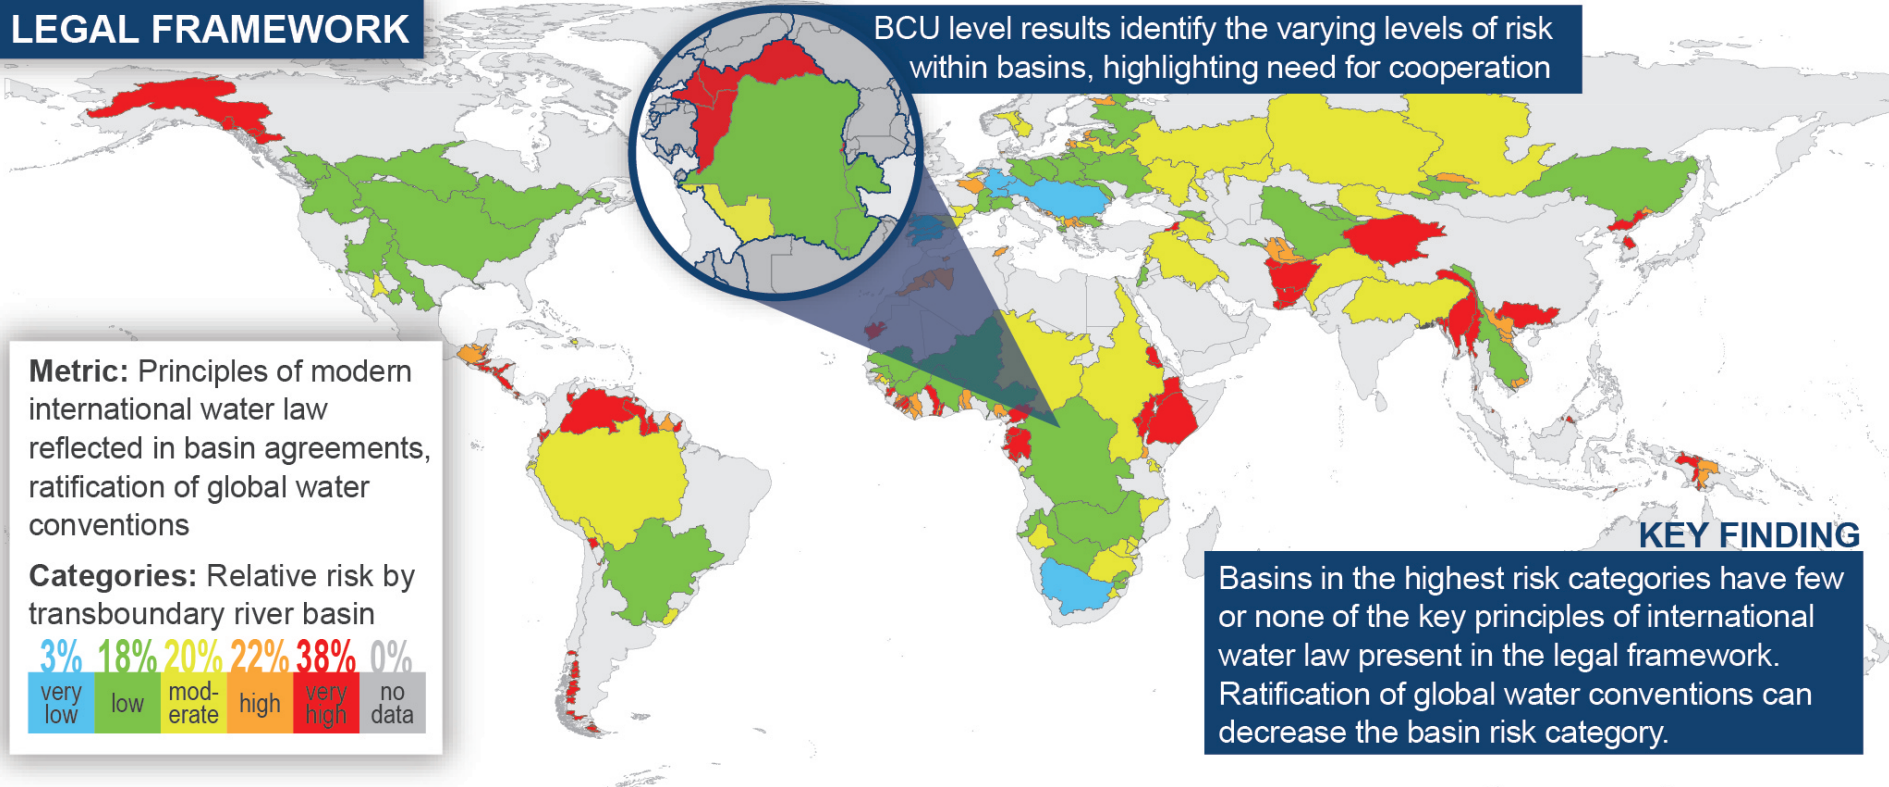 LEGAL FRAMEWORK
BCU level results identify the varying levels of risk
within basins, highlighting need for cooperation
Metric: Principles of modern
international water law
reflected in basin agreements,
ratification of global water
conventions
Categories: Relative risk by
transboundary river basin
3% 18% 20% 22% 38% 0%
very low
low
mod-
erate
high
very high
no data
KEY FINDING
Basins in the highest risk categories have few
or none of the key principles of international
water law present in the legal framework.
Ratification of global water conventions can
decrease the basin risk category.